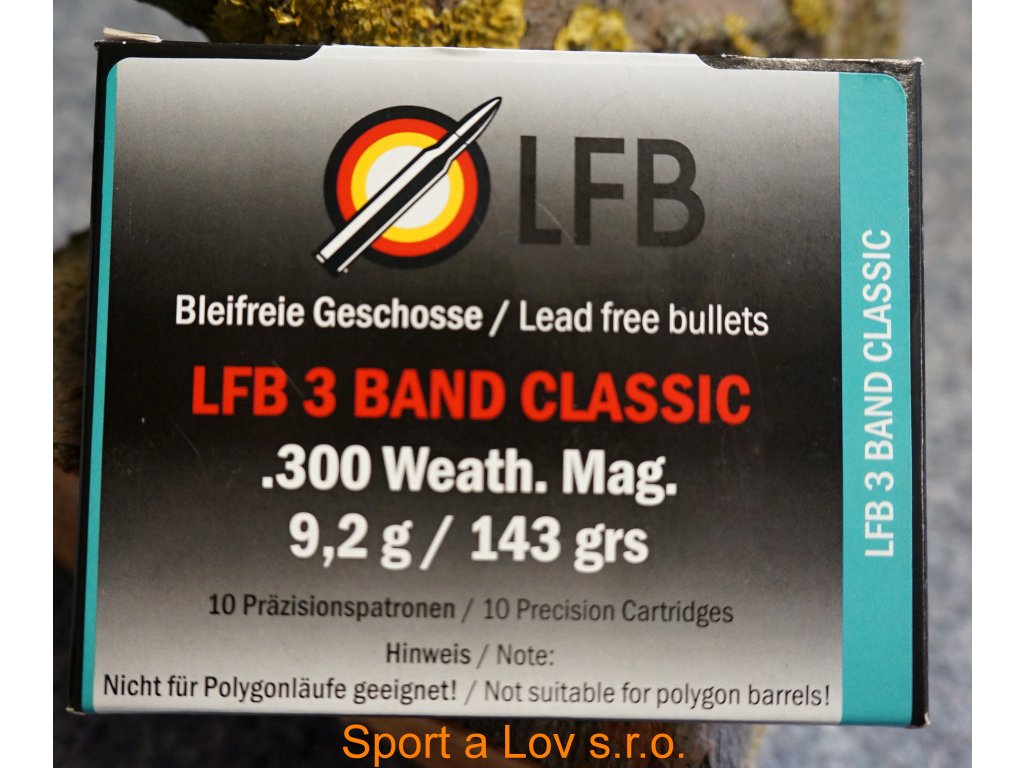 LFB
Bleifreie Geschosse / Lead free bullets
LFB 3 BAND CLASSIC
.300 Weath. Mag.
9,2 g / 143 grs
10 Präzisionspatronen / 10 Precision Cartridges
Hinweis / Note:
Nicht für Polygonläufe geeignet! / Not suitable for polygon barrels!
LFB 3 BAND CLASSIC
Sport a Lov s.r.o.